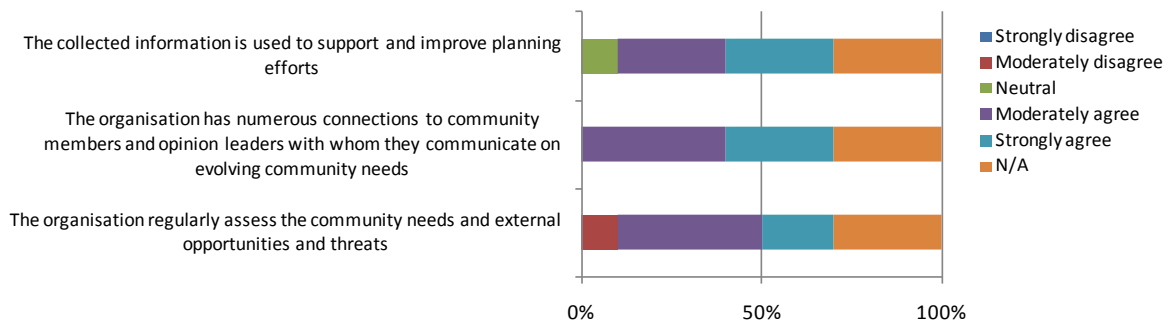 The collected information is used to support and improve planning
efforts
The organisation has numerous connections to community
members and opinion leaders with whom they communicate on
evolving community needs
The organisation regularly assess the community needs and external
opportunities and threats
0%
50%
100%
Strongly disagree
Moderately disagree
Neutral
Moderately agree
Strongly agree
N/A